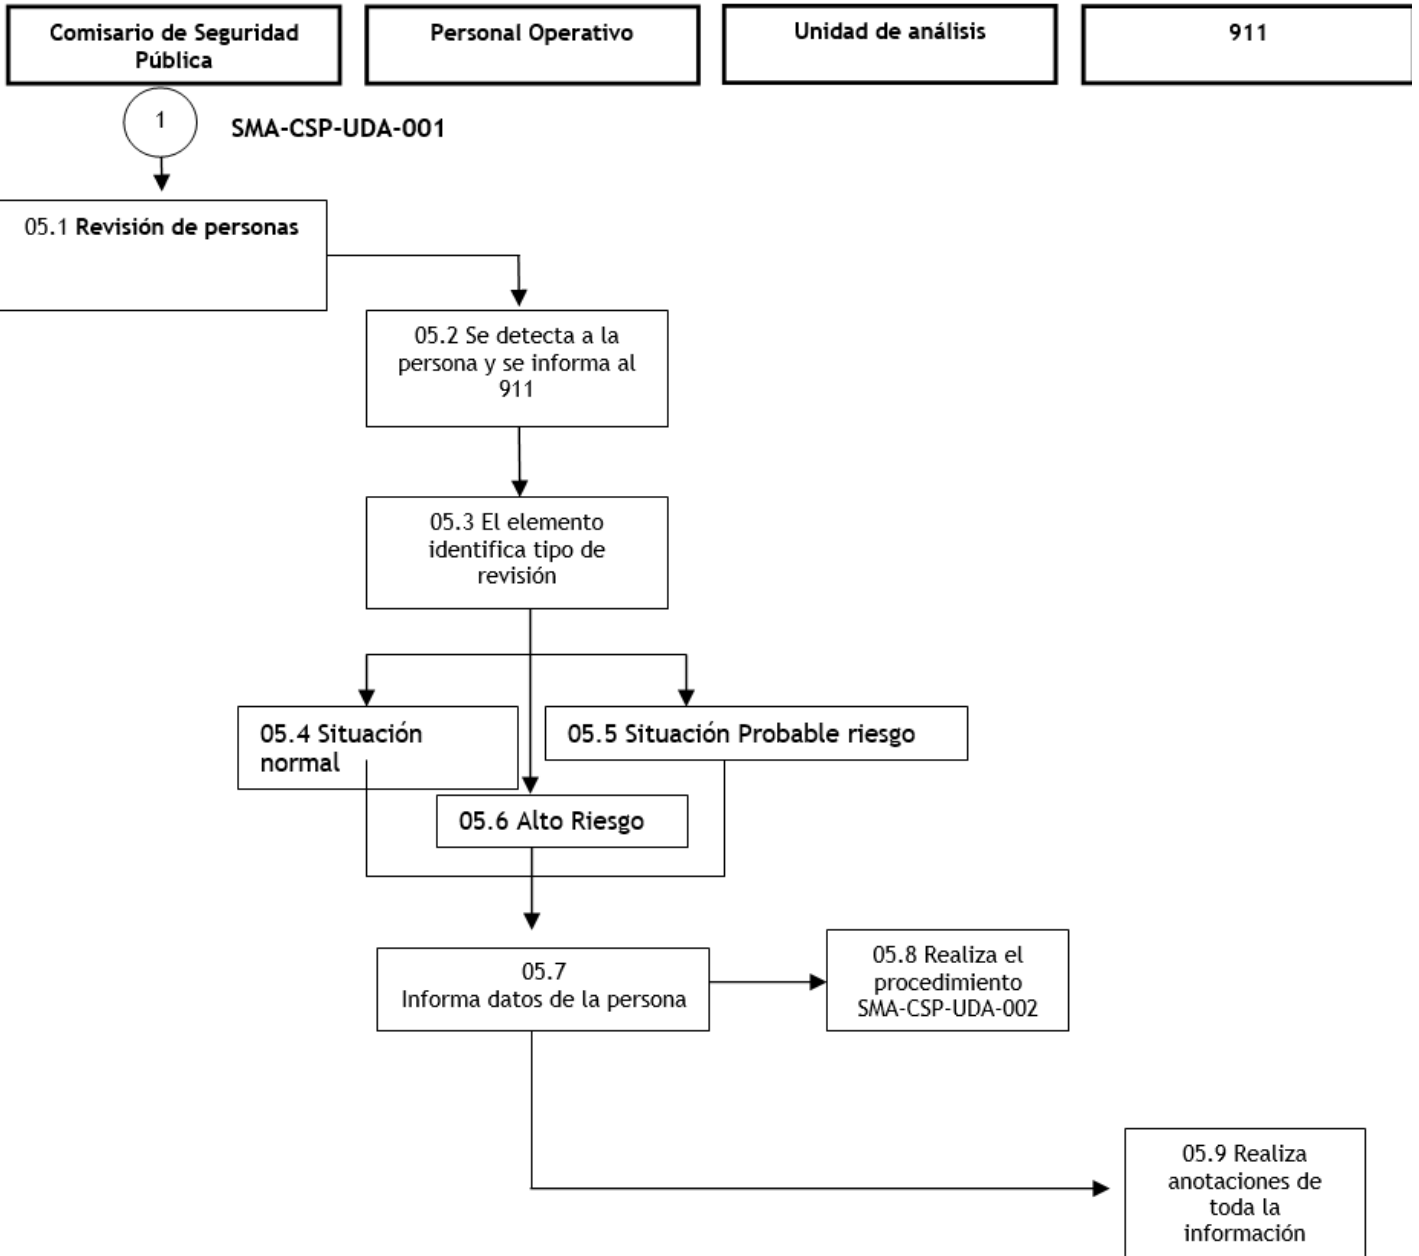 Comisario de Seguridad
Pública
Personal Operativo
Unidad de análisis
911
1
SMA-CSP-UDA-001
05.1 Revisión de personas
05.2 Se detecta a la
persona y se informa al
911
05.3 El elemento
identifica tipo de
revisión
05.4 Situación
normal
05.5 Situación Probable riesgo
05.6 Alto Riesgo
05.7
Informa datos de la persona
05.8 Realiza el
procedimiento
SMA-CSP-UDA-002
05.9 Realiza
anotaciones de
toda la
información